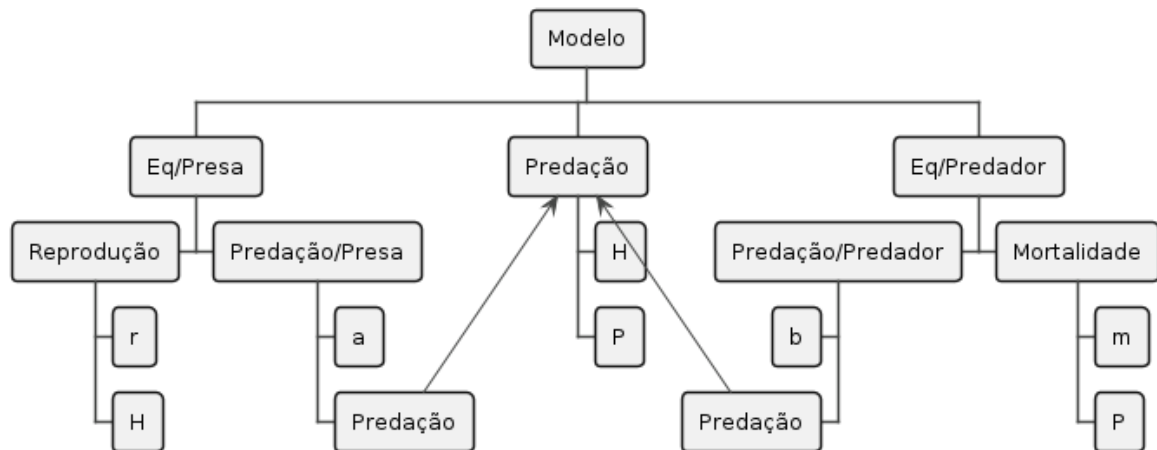 Modelo
Eq/Presa
Predação
Eq/Predador
Reprodução
Predação/Presa
H
Predação/Predador
Mortalidade
r
a
P
b
m
H
Predação
Predação
P